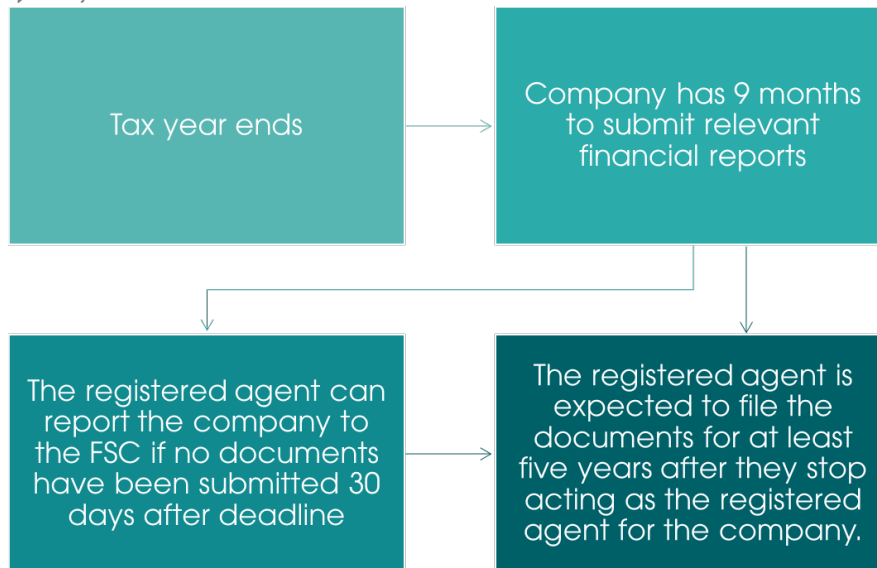 Tax year ends
Company has 9 months
to submit relevant
financial reports
The registered agent can
report the company to
the FSC if no documents
have been submitted 30
days after deadline
The registered agent is
expected to file the
documents for at least
five years after they stop
acting as the registered
agent for the company.